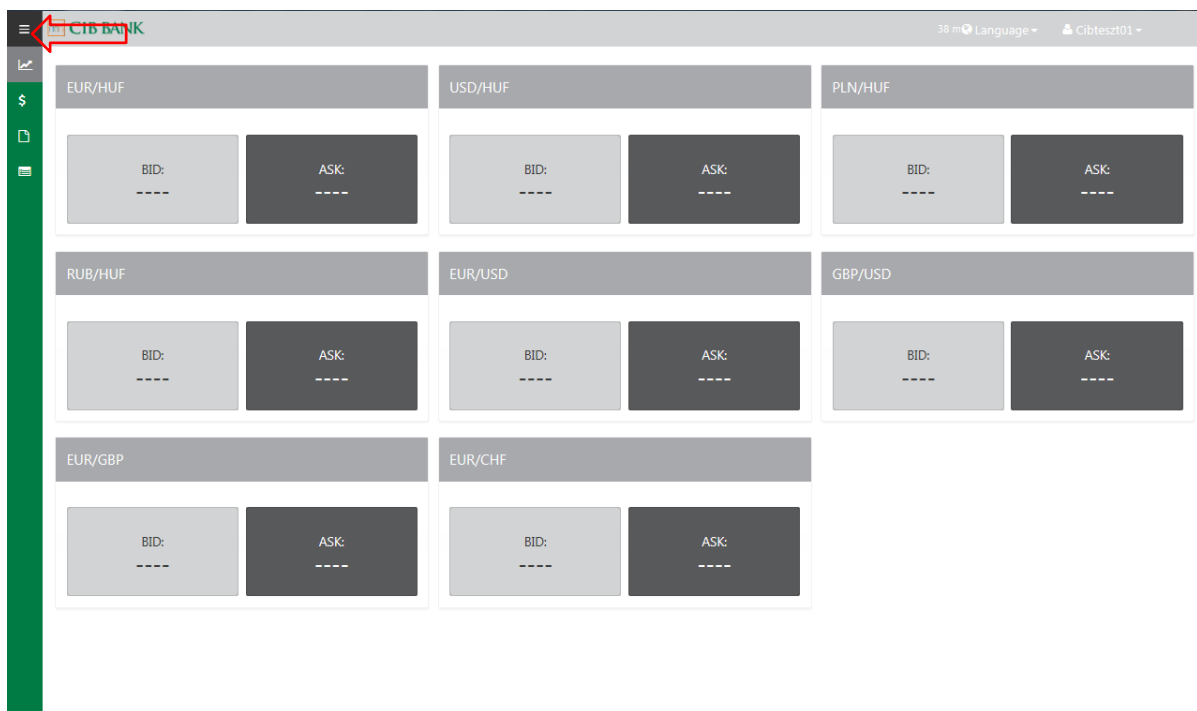 CIB BANK 38 m Language Cibteszt01
EUR/HUF USD/HUF PLN/HUF
BID: ASK: BID: ASK: BID: ASK:
---- ---- ---- ---- ---- ----
RUB/HUF EUR/USD GBP/USD
BID: ASK: BID: ASK: BID: ASK:
---- ---- ---- ---- ---- ----
EUR/GBP EUR/CHF
BID: ASK: BID: ASK:
---- ---- ---- ----